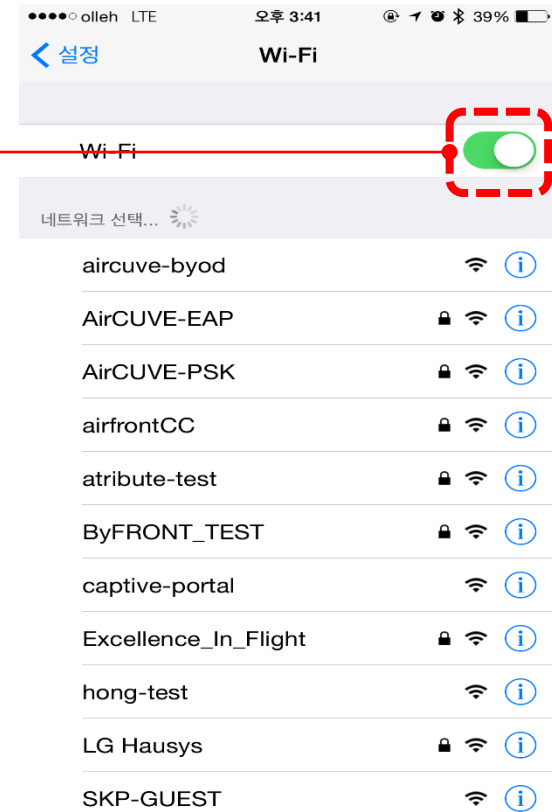 olleh LTE 오후 3:41 39%
설정 Wi-Fi
Wi-Fi
네트워크 선택...
aircuve-byod
AirCUVE-EAP
AirCUVE-PSK
airfrontCC
atribute-test
ByFRONT_TEST
captive-portal
Excellence_In_Flight
hong-test
LG Hausys
SKP-GUEST